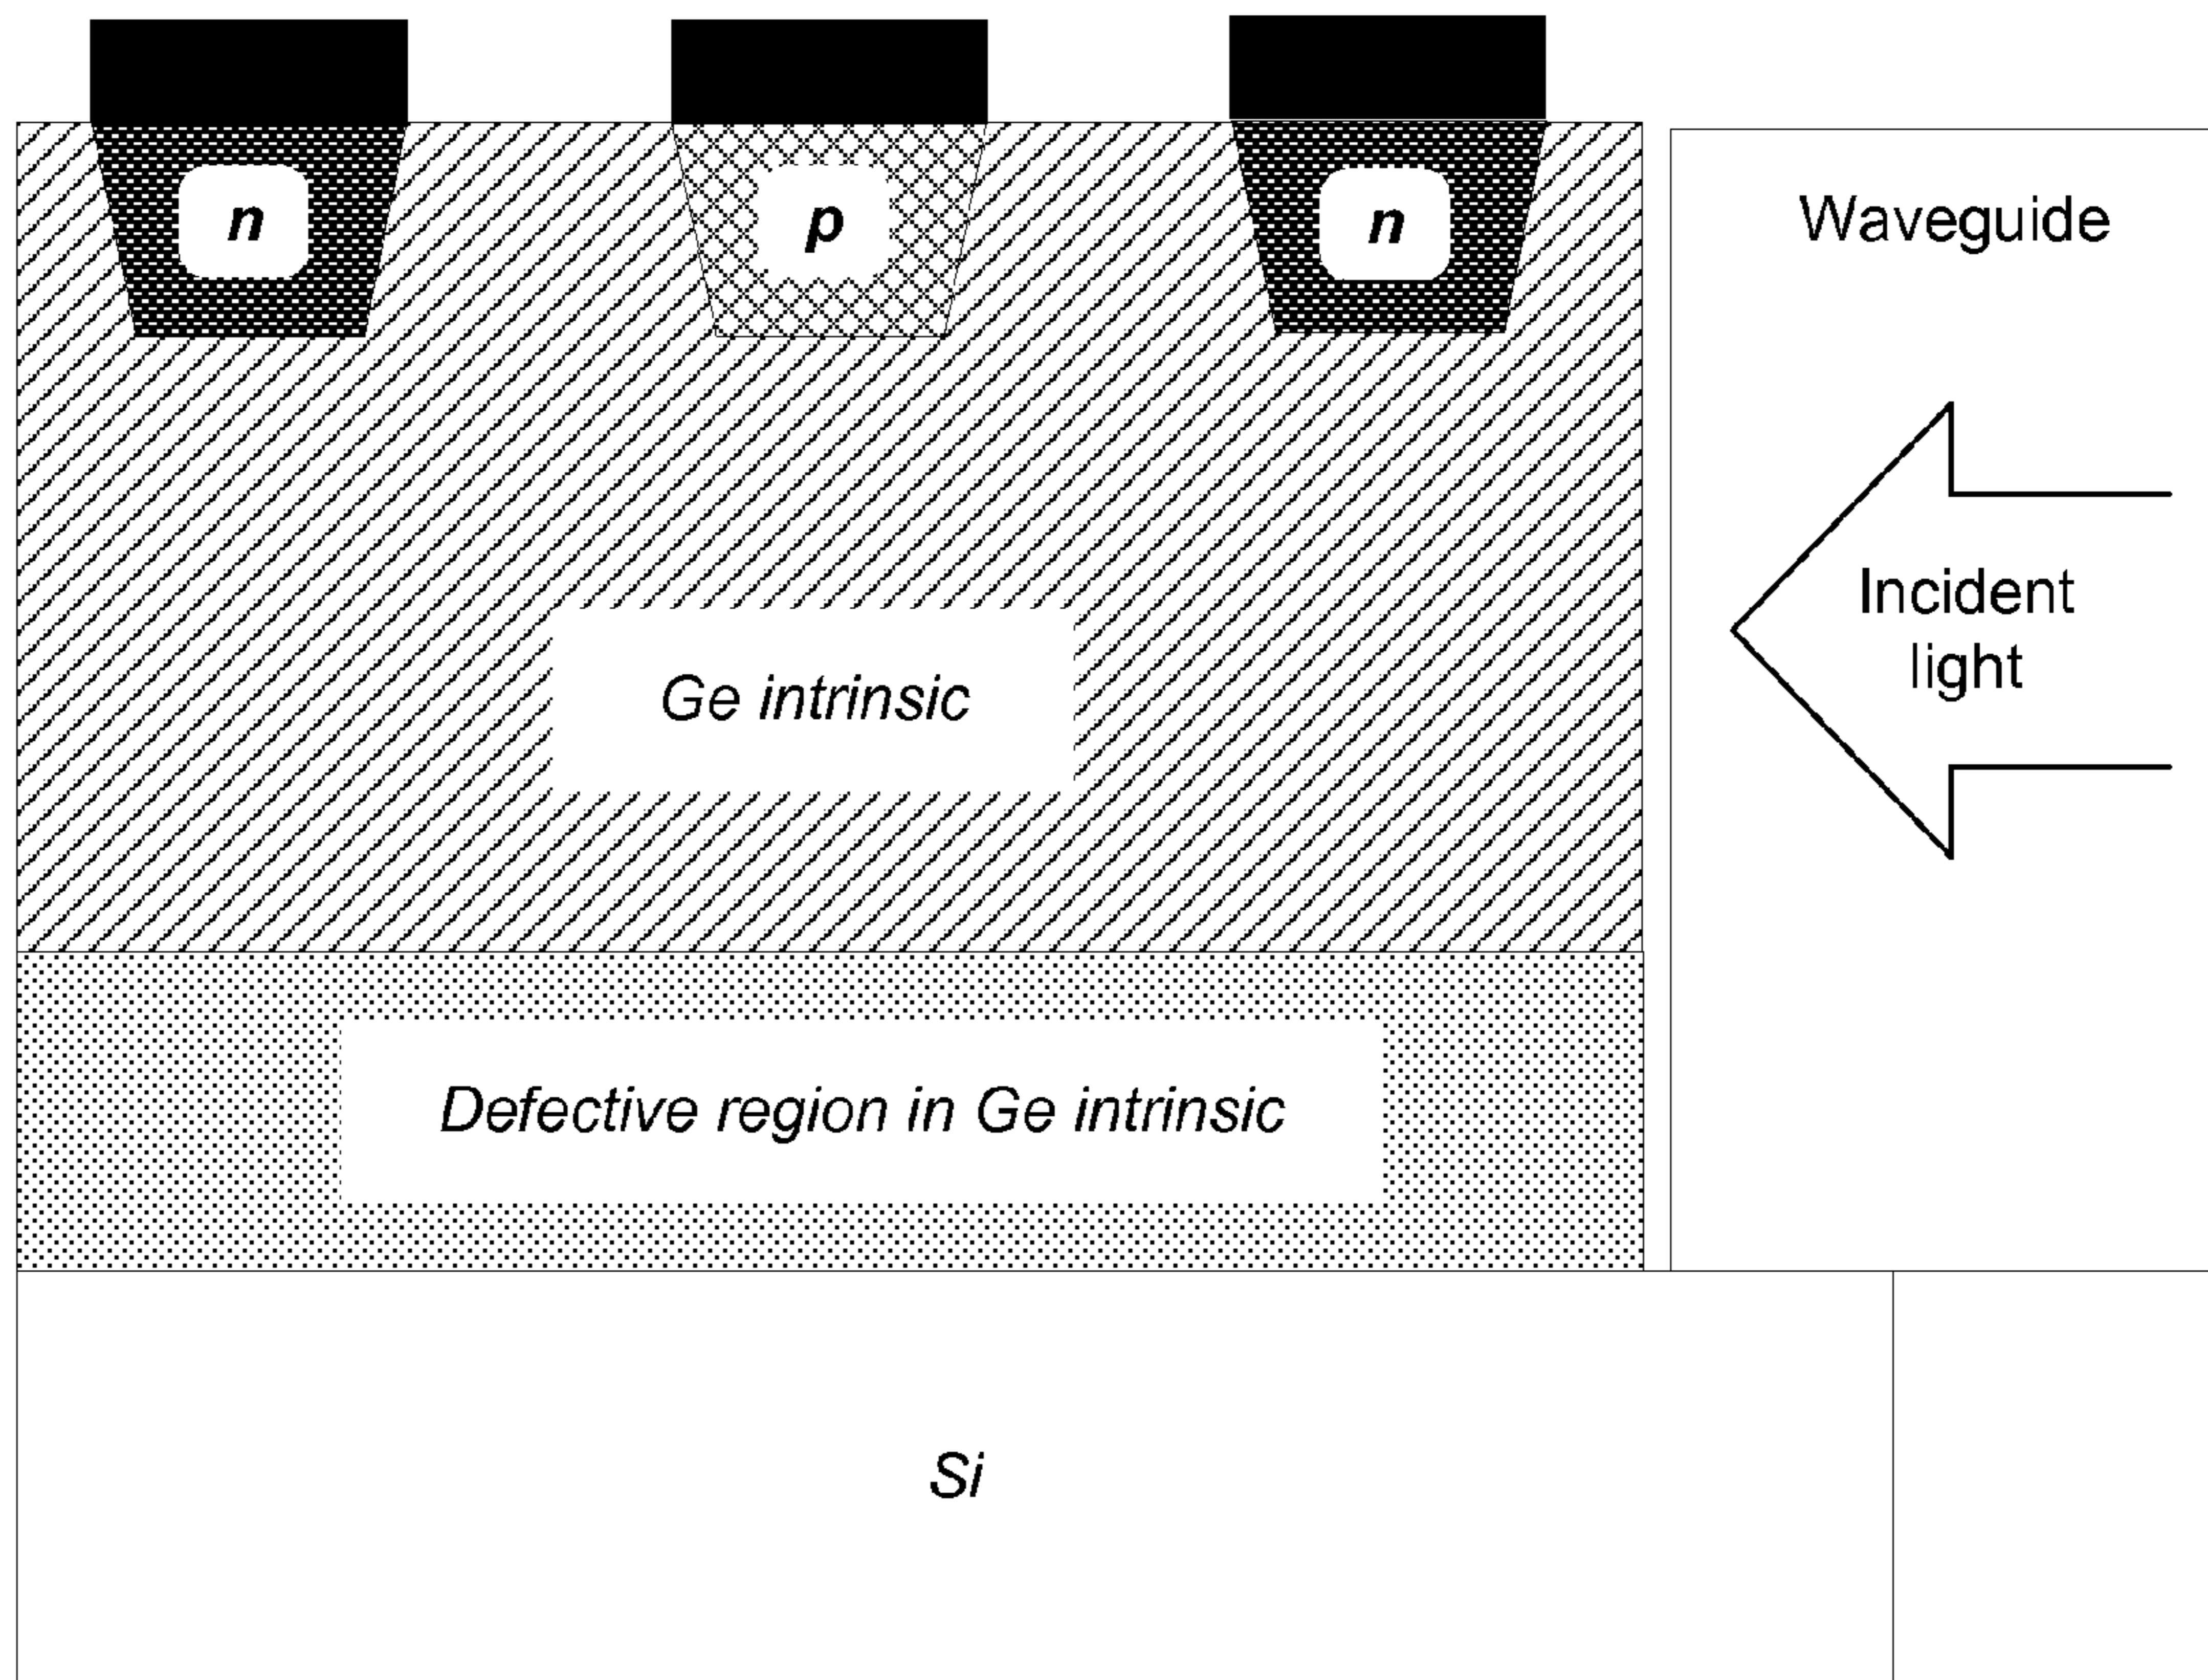 n
p
n
Waveguide
Incident
light
Ge intrinsic
Defective region in Ge intrinsic
Si